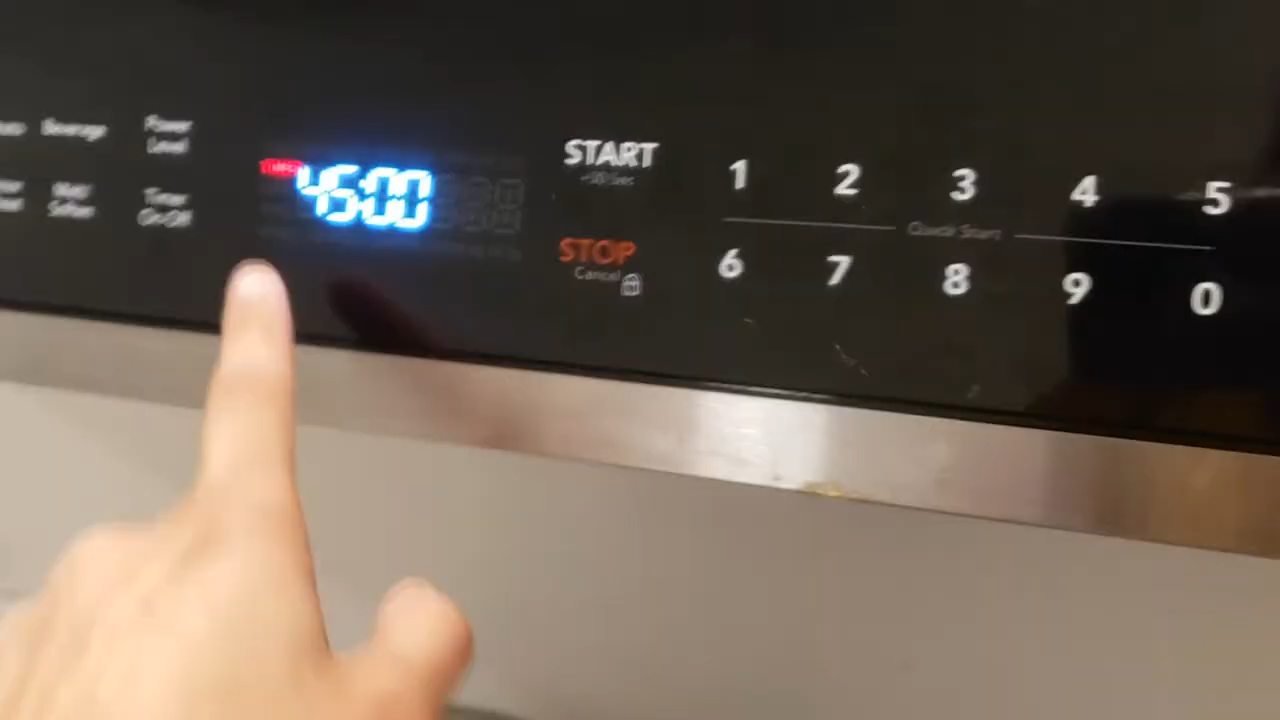 Beverage
Power
Level
Melt/
Soften
Timer
On·Off
45:00
START
+30 Sec
STOP
Cancel
1 2 3 4 5
Quick Start
6 7 8 9 0